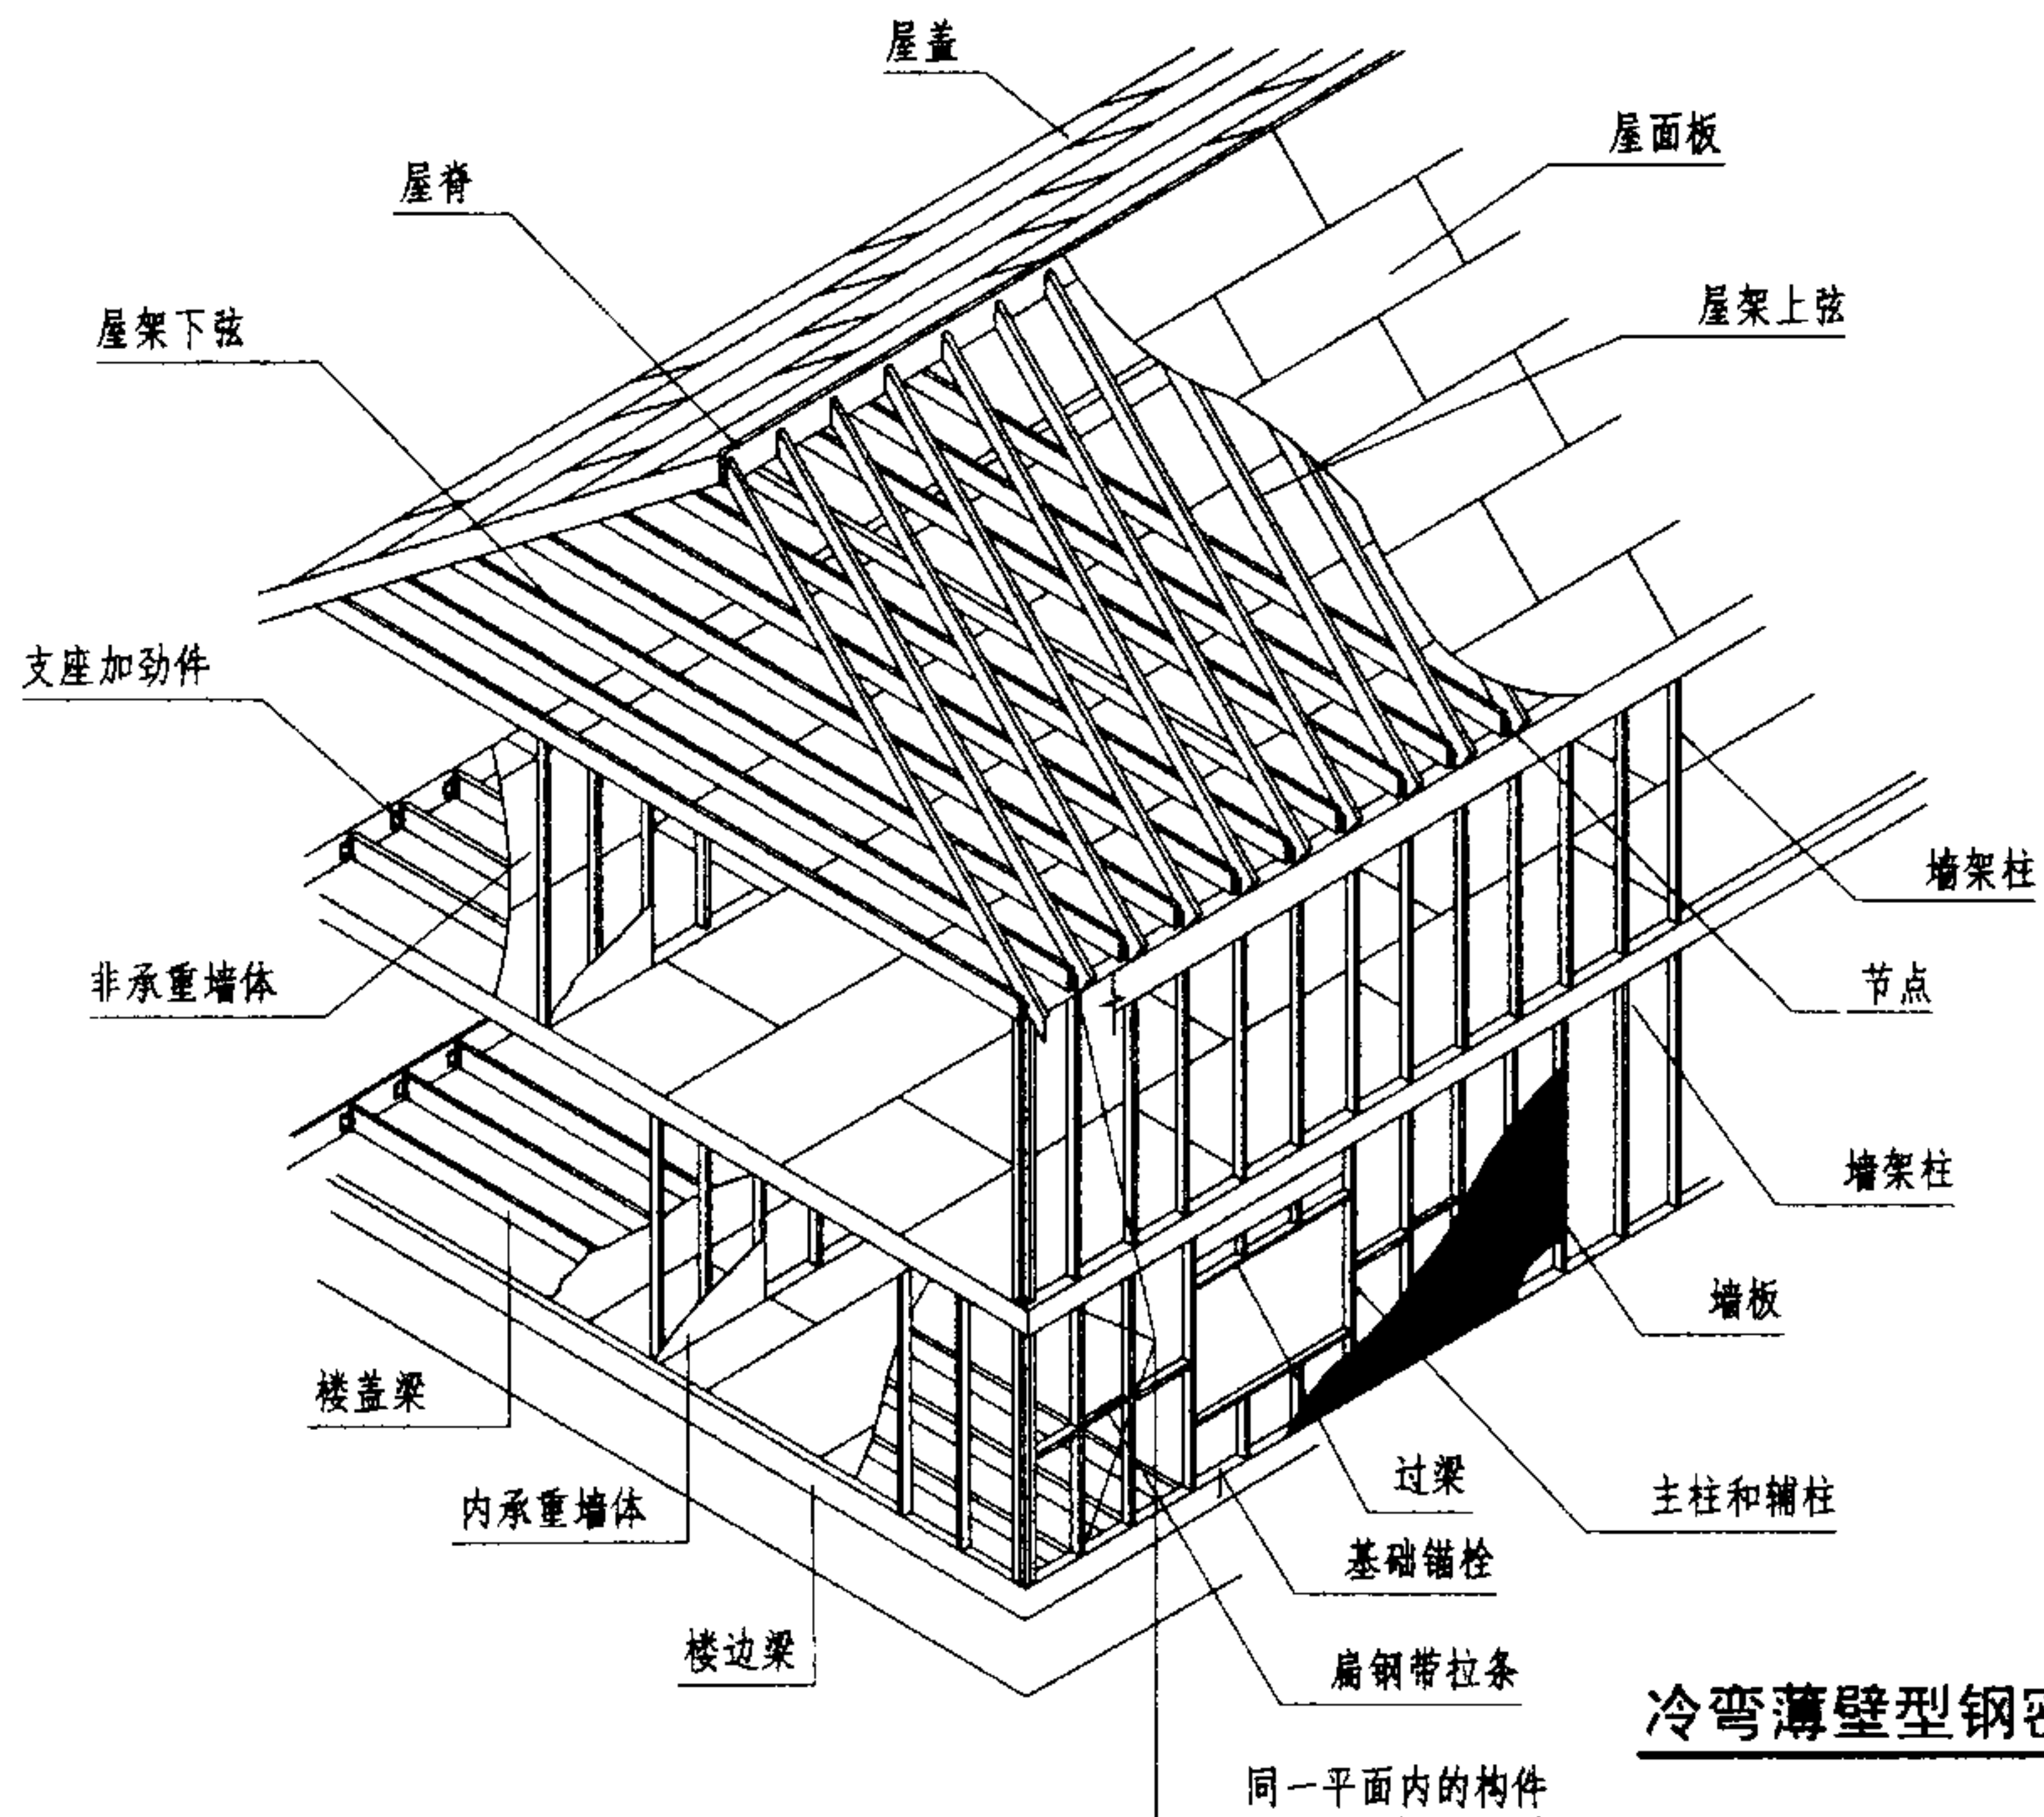 屋盖
屋面板
屋脊
屋架上弦
屋架下弦
支座加劲件
墙架柱
非承重墙体
节点
墙架柱
墙板
楼盖梁
过梁
主柱和辅柱
内承重墙体
基础锚栓
楼边梁
扁钢带拉条
冷弯薄壁型钢
同一平面内的构件